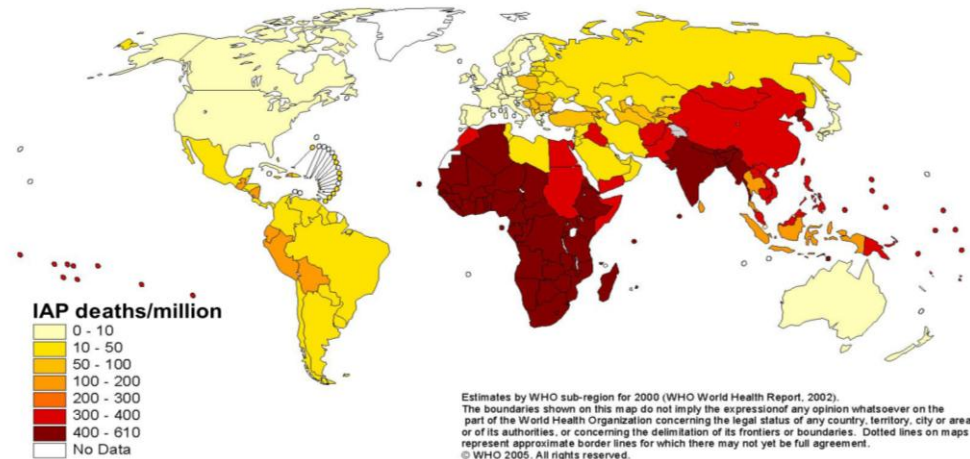 IAP deaths/million
0 - 10
10 - 50
50 - 100
100 - 200
200 - 300
300 - 400
400 - 610
No Data
Estimates by WHO sub-region for 2000 (WHO World Health Report, 2002).
The boundaries shown on this map do not imply the expressionof any opinion whatsoever on the
part of the World Health Organization concerning the legal status of any country, territory, city or area
or of its authorities, or concerning the delimitation of its frontiers or boundaries. Dotted lines on maps
represent approximate border lines for which there may not yet be full agreement.
© WHO 2005. All rights reserved.